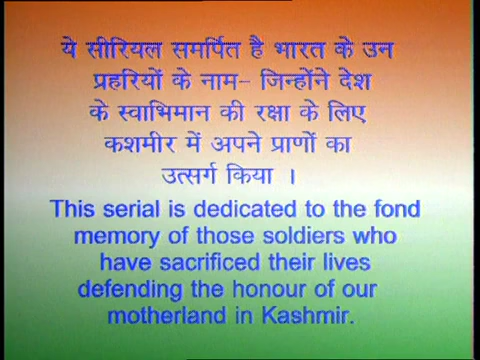 ये सीरियल समर्पित है भारत के उन
प्रहरियों के नाम- जिन्होंने देश
के स्वाभिमान की रक्षा के लिए
कशमीर में अपने प्राणों का
उत्सर्ग किया ।
This serial is dedicated to the fond
memory of those soldiers who
have sacrificed their lives
defending the honour of our
motherland in Kashmir.